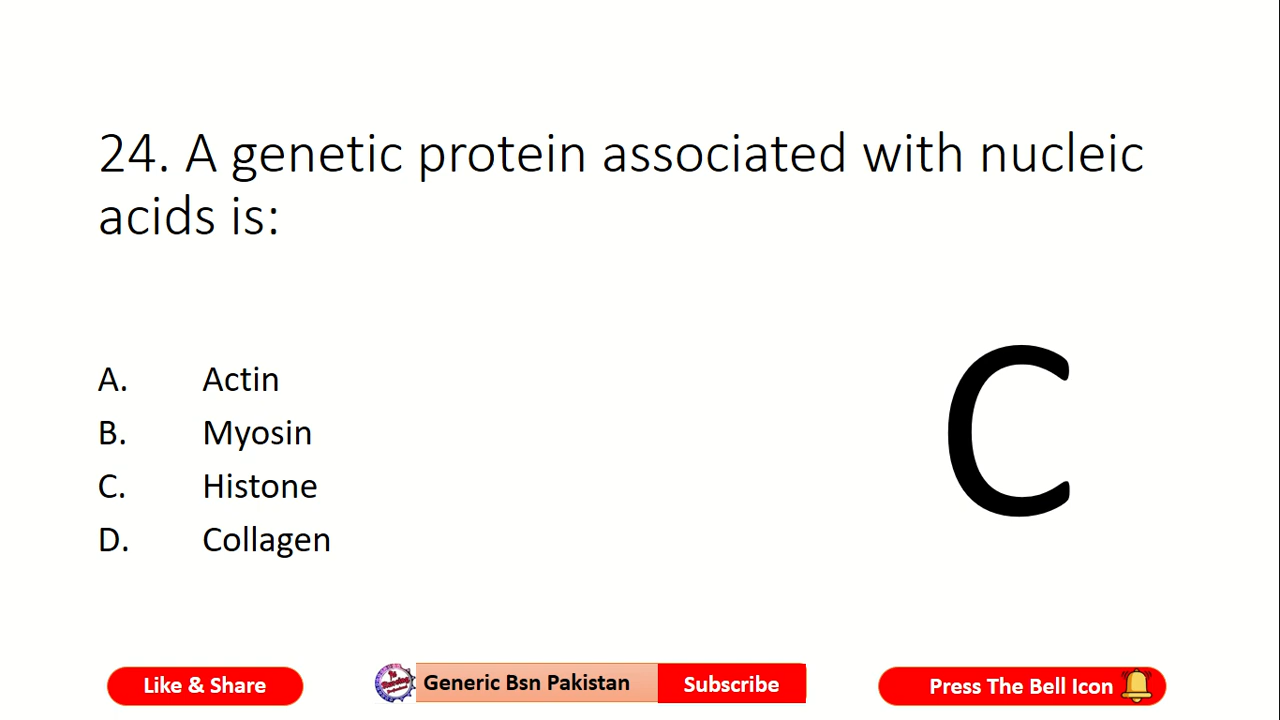 24. A genetic protein associated with nucleic
acids is:
A. Actin
B. Myosin
C. Histone
D. Collagen
C
Like & Share
Generic Bsn Pakistan
Subscribe
Press The Bell Icon